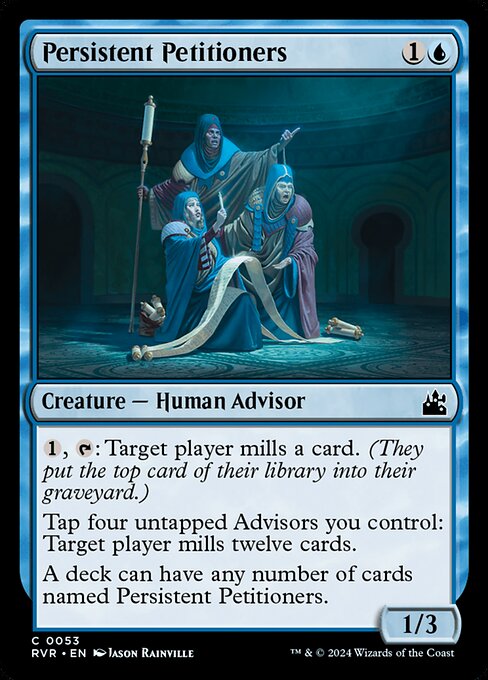 Persistent Petitioners 1
Creature — Human Advisor
1, : Target player mills a card. (They
put the top card of their library into their
graveyard.)
Tap four untapped Advisors you control:
Target player mills twelve cards.
A deck can have any number of cards
named Persistent Petitioners.
1/3
C 0053
RVR • EN Jason Rainville
™ & © 2024 Wizards of the Coast